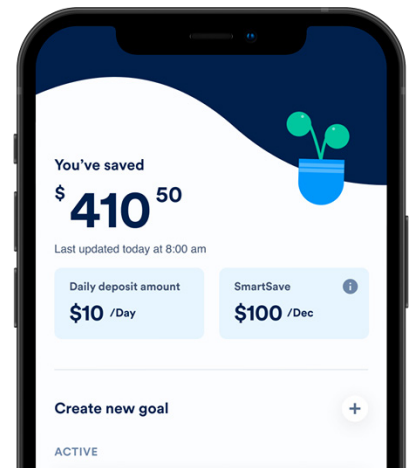 You've saved
$410 50
Last updated today at 8:00 am
Daily deposit amount
$10 /Day
SmartSave
i
$100 /Dec
Create new goal
+
ACTIVE